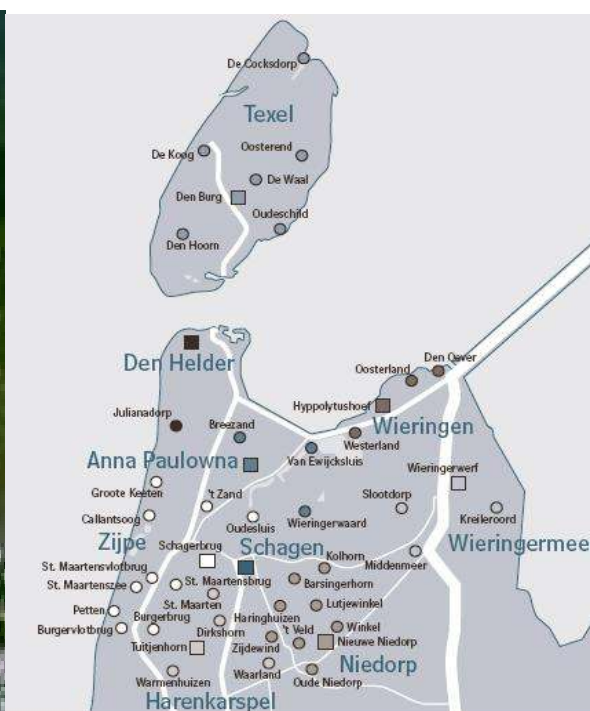 De Cocksdorp
Texel
De Koog
Oosterend
De Waal
Den Burg
Oudeschild
Den Hoorn
Den Helder
Den Oever
Oosterland
Hyppolytushoef
Julianadorp
Breezand
Wieringen
Westerland
Van Ewijcksluis
Anna Paulowna
Wieringerwerf
Groote Keeten
't Zand
Slootdorp
Callantsoog
Oudesluis
Wieringerwaard
Kreileroord
Zijpe
Schagerbrug
Schagen
Kolhorn
Middenmeer
Wieringermee
St. Maartensvlotbrug
St. Maartensbrug
Barsingerhorn
St. Maartenszee
St. Maarten
Lutjewinkel
Petten
Burgerbrug
Haringhuizen
Burgervlotbrug
Dirkshorn
't Veld
Winkel
Tuitjenhorn
Zijdewind
Nieuwe Niedorp
Waarland
Niedorp
Warmenhuizen
Oude Niedorp
Harenkarspel